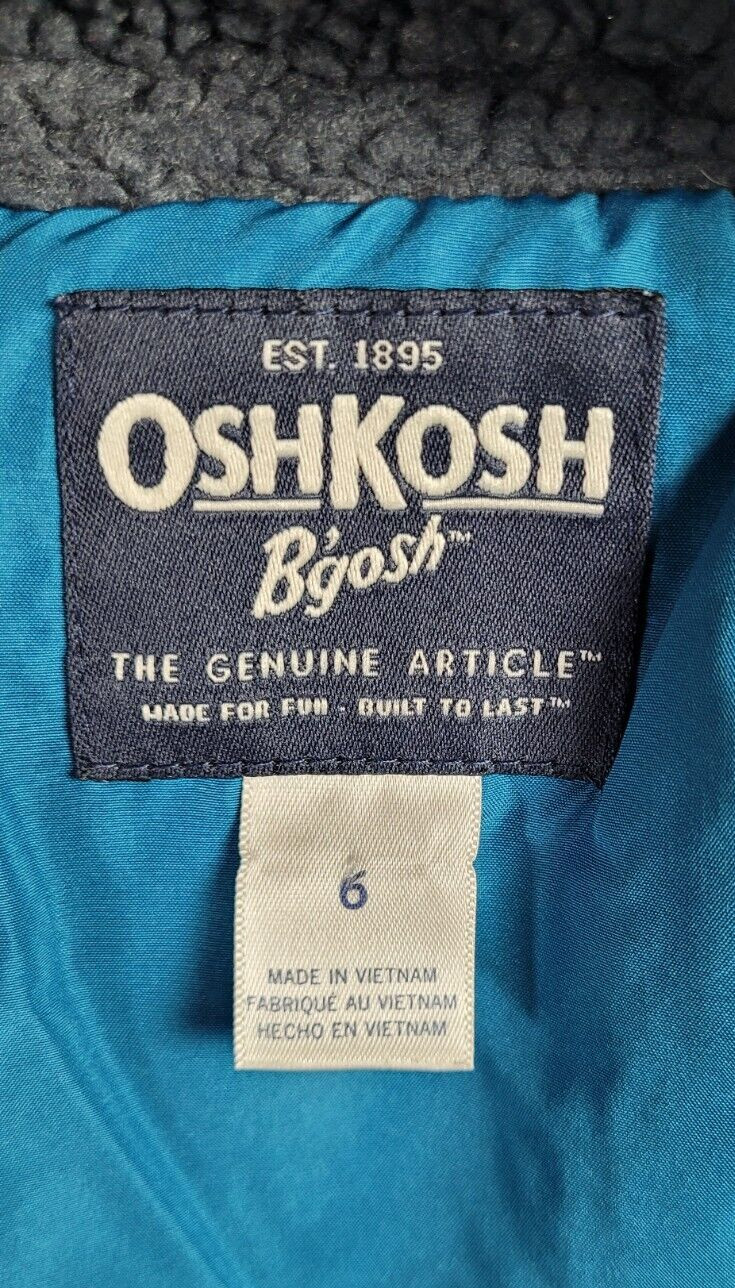 EST. 1895
OSHKOSH
B'gosh™
THE GENUINE ARTICLE™
MADE FOR FUN - BUILT TO LAST™
6
MADE IN VIETNAM
FABRIQUÉ AU VIETNAM
HECHO EN VIETNAM